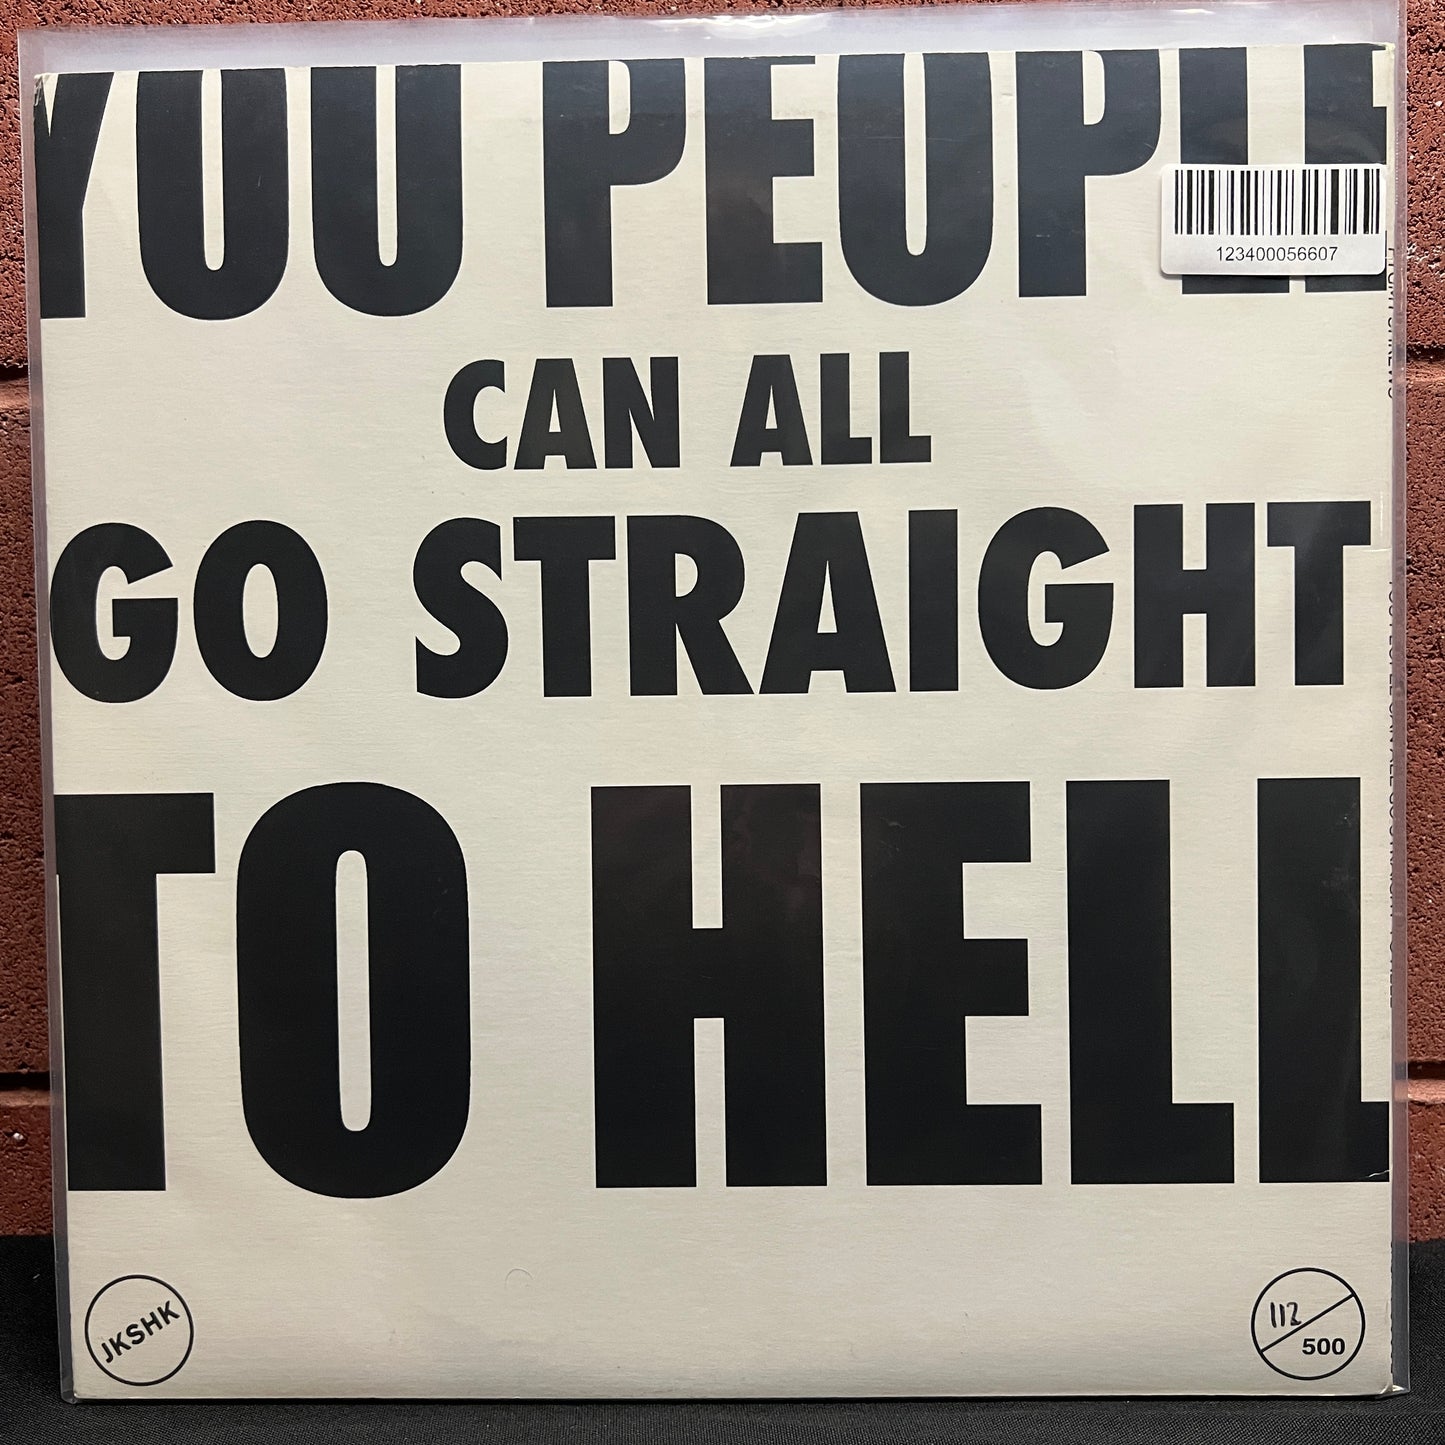 YOU PEOPLE
123400056607
CAN ALL
GO STRAIGHT
TO HELL
JKSHK
112
500